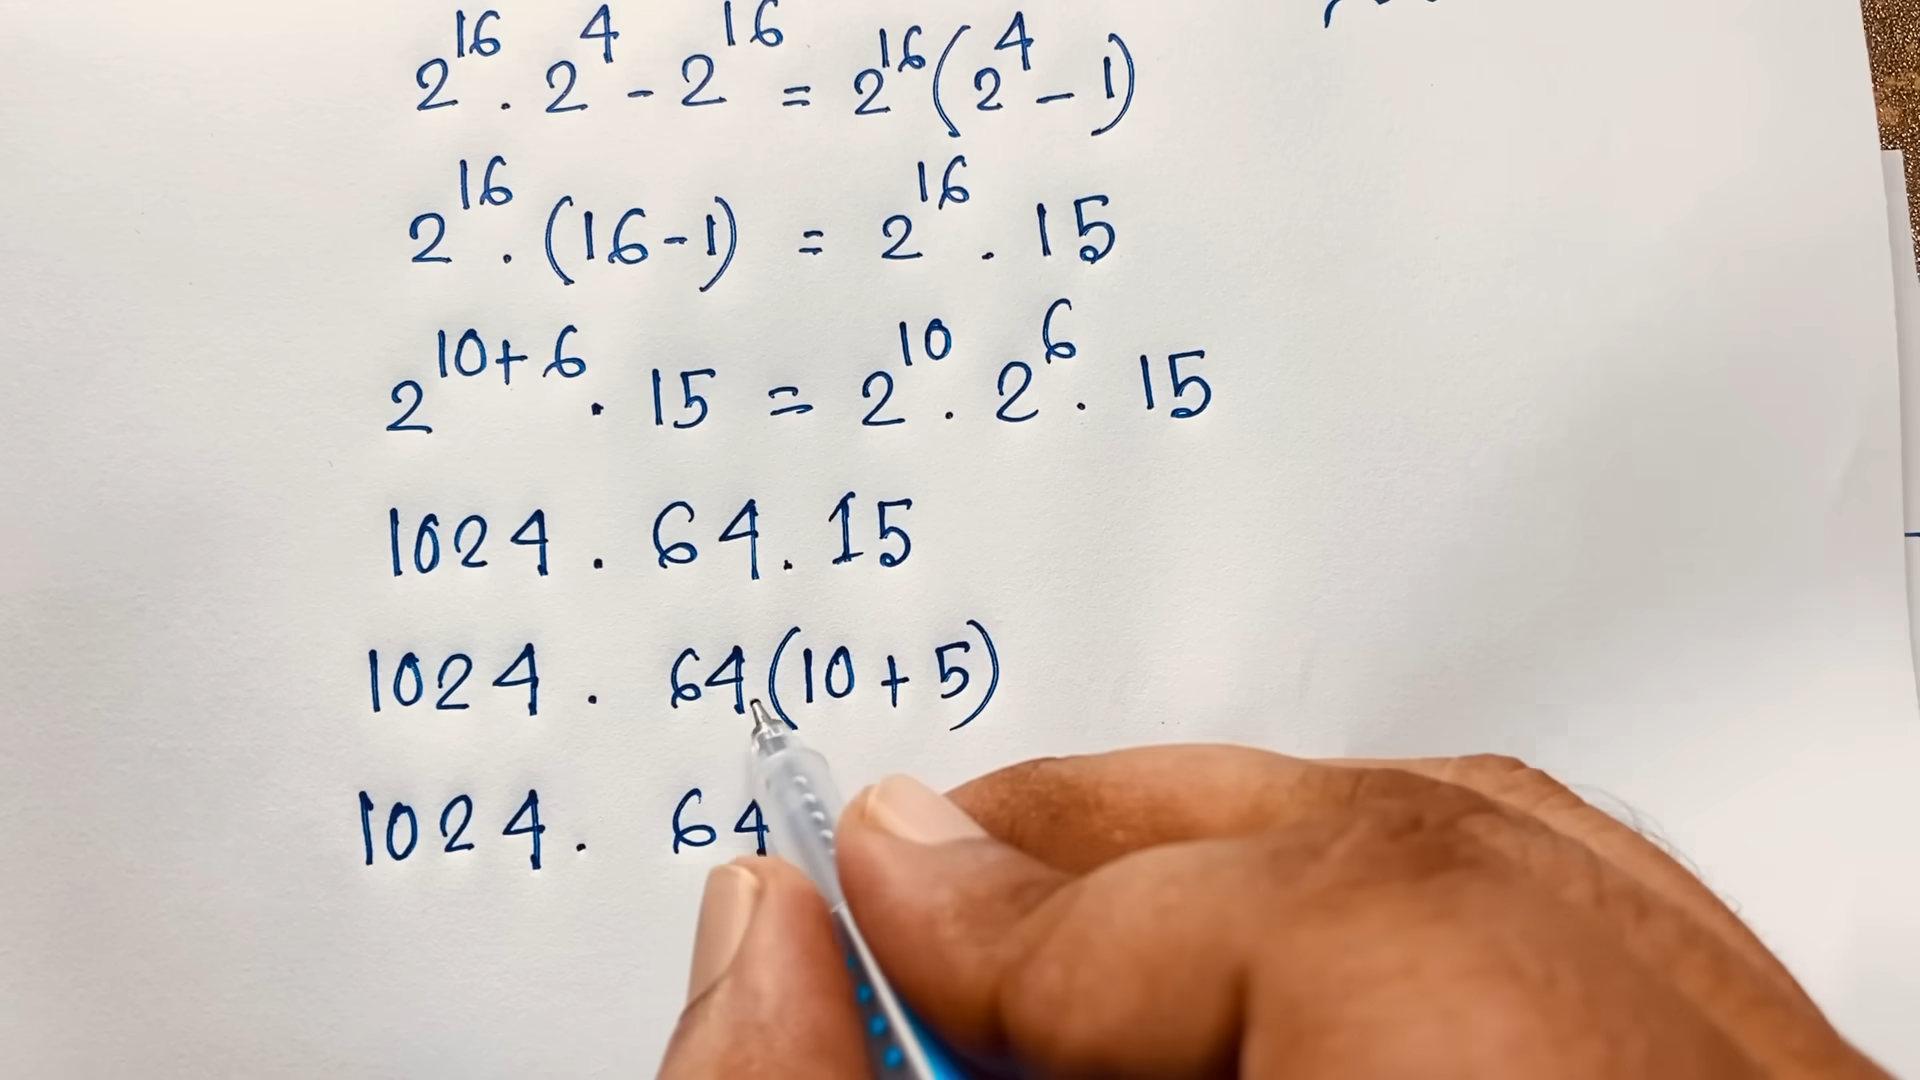 2^16 . 2^4 - 2^16 = 2^16 (2^4 - 1)
2^16 . (16 - 1) = 2^16 . 15
2^10+6 . 15 = 2^10 . 2^6 . 15
1024 . 64 . 15
1024 . 64 (10 + 5)
1024 . 64